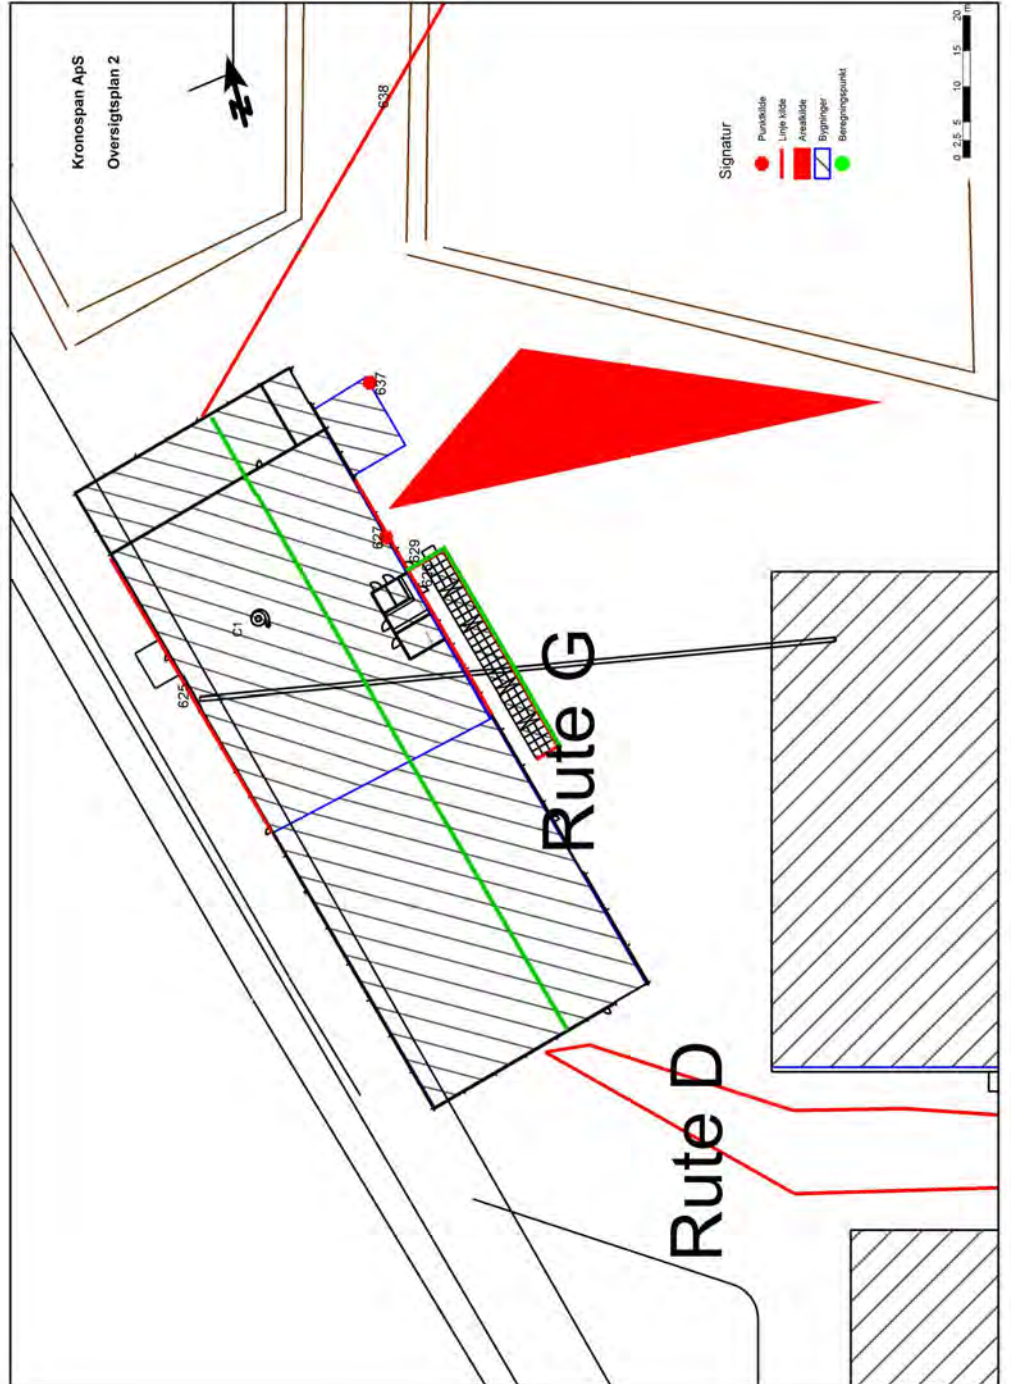 Kronospan ApS
Oversigtsplan 2
N
638
Signatur
Punktkilde
Linje kilde
Arealkilde
Bygninger
Beregningspunkt
0 2.5 5 10 15 20
m
637
627
629
C1
625
Rute G
Rute D